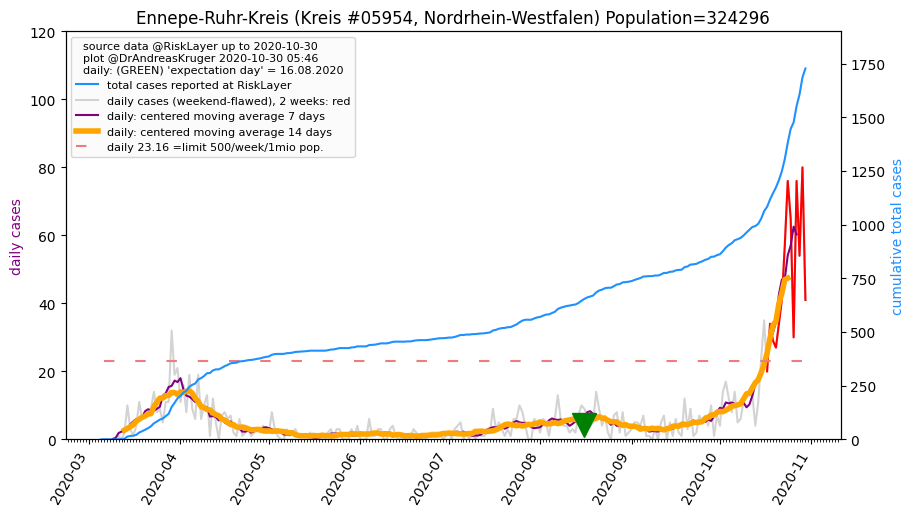 Ennepe-Ruhr-Kreis (Kreis #05954, Nordrhein-Westfalen) Population=324296
source data @RiskLayer up to 2020-10-30
plot @DrAndreasKruger 2020-10-30 05:46
daily: (GREEN) 'expectation day' = 16.08.2020
total cases reported at RiskLayer
daily cases (weekend-flawed), 2 weeks: red
daily: centered moving average 7 days
daily: centered moving average 14 days
daily 23.16 =limit 500/week/1mio pop.
daily cases
120
100
80
60
40
20
0
cumulative total cases
1750
1500
1250
1000
750
500
250
0
2020-03
2020-04
2020-05
2020-06
2020-07
2020-08
2020-09
2020-10
2020-11